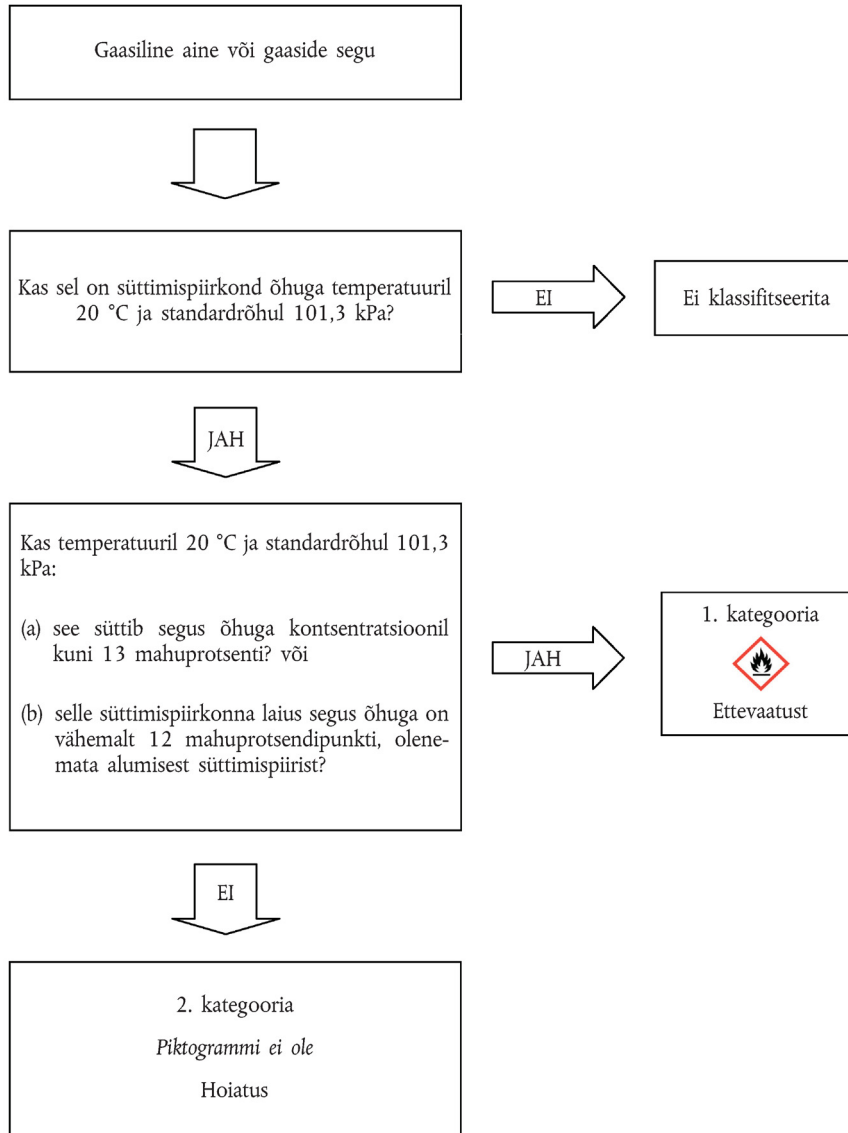 Gaasiline aine või gaaside segu
Kas sel on süttimispiirkond õhuga temperatuuril
20 °C ja standardrõhul 101,3 kPa?
EI
Ei klassifitseerita
JAH
Kas temperatuuril 20 °C ja standardrõhul 101,3
kPa:
(a) see süttib segus õhuga kontsentratsioonil
kuni 13 mahuprotsenti? või
(b) selle süttimispiirkonna laius segus õhuga on
vähemalt 12 mahuprotsendipunkti, olene-
mata alumisest süttimispiirist?
JAH
1. kategooria
Ettevaatust
EI
2. kategooria
Piktogrammi ei ole
Hoiatus